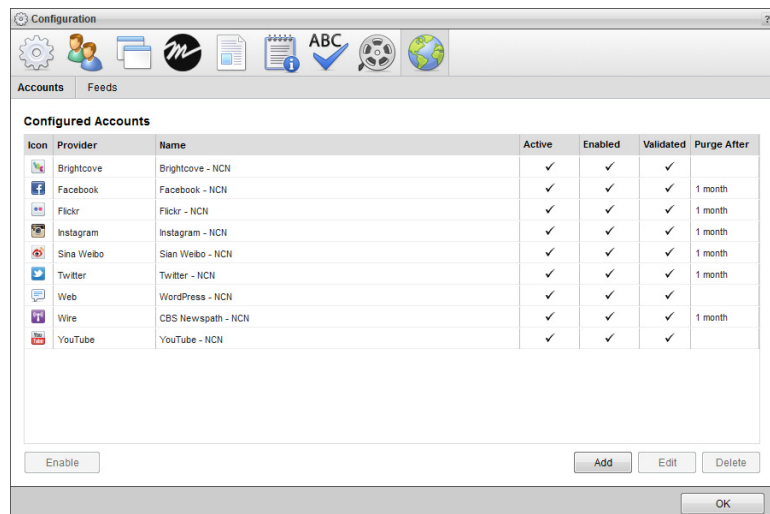 Configuration ?
ABC
Accounts Feeds
Configured Accounts
Icon Provider Name Active Enabled Validated Purge After
Brightcove Brightcove - NCN
Facebook Facebook - NCN 1 month
Flickr Flickr - NCN 1 month
Instagram Instagram - NCN 1 month
Sina Weibo Sian Weibo - NCN 1 month
Twitter Twitter - NCN 1 month
Web WordPress - NCN
Wire CBS Newspath - NCN 1 month
You Tube YouTube YouTube - NCN
Enable Add Edit Delete
OK